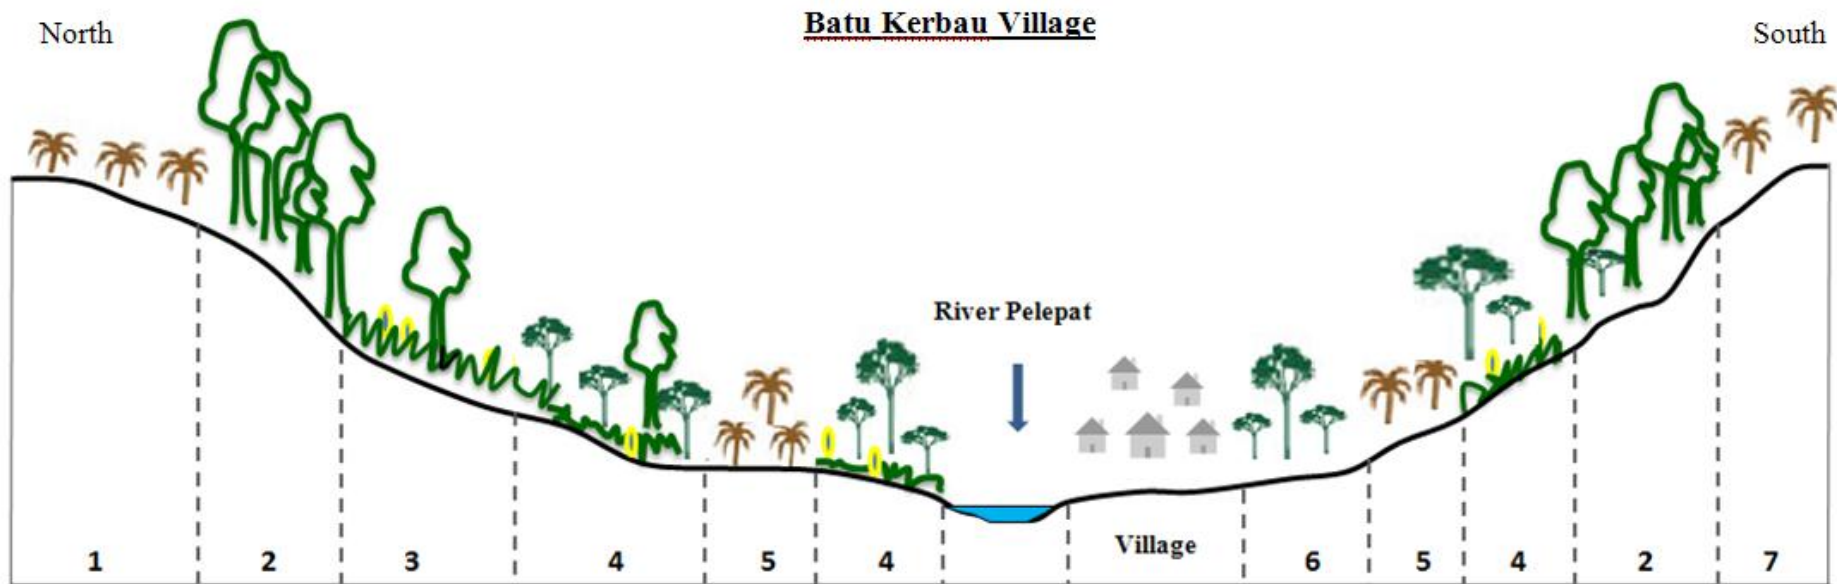 Batu Kerbau Village
North
South
River Pelepat
Village
1 2 3 4 5 4 6 5 4 2 7